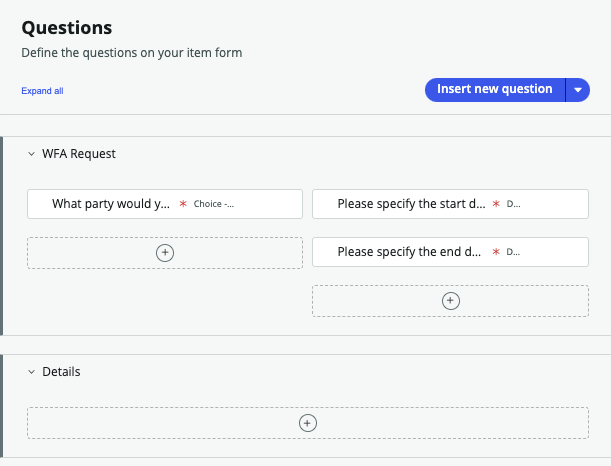 Questions
Define the questions on your item form
Expand all
Insert new question
WFA Request
What party would y... * Choice -...
Please specify the start d... * D...
Please specify the end d... * D...
Details